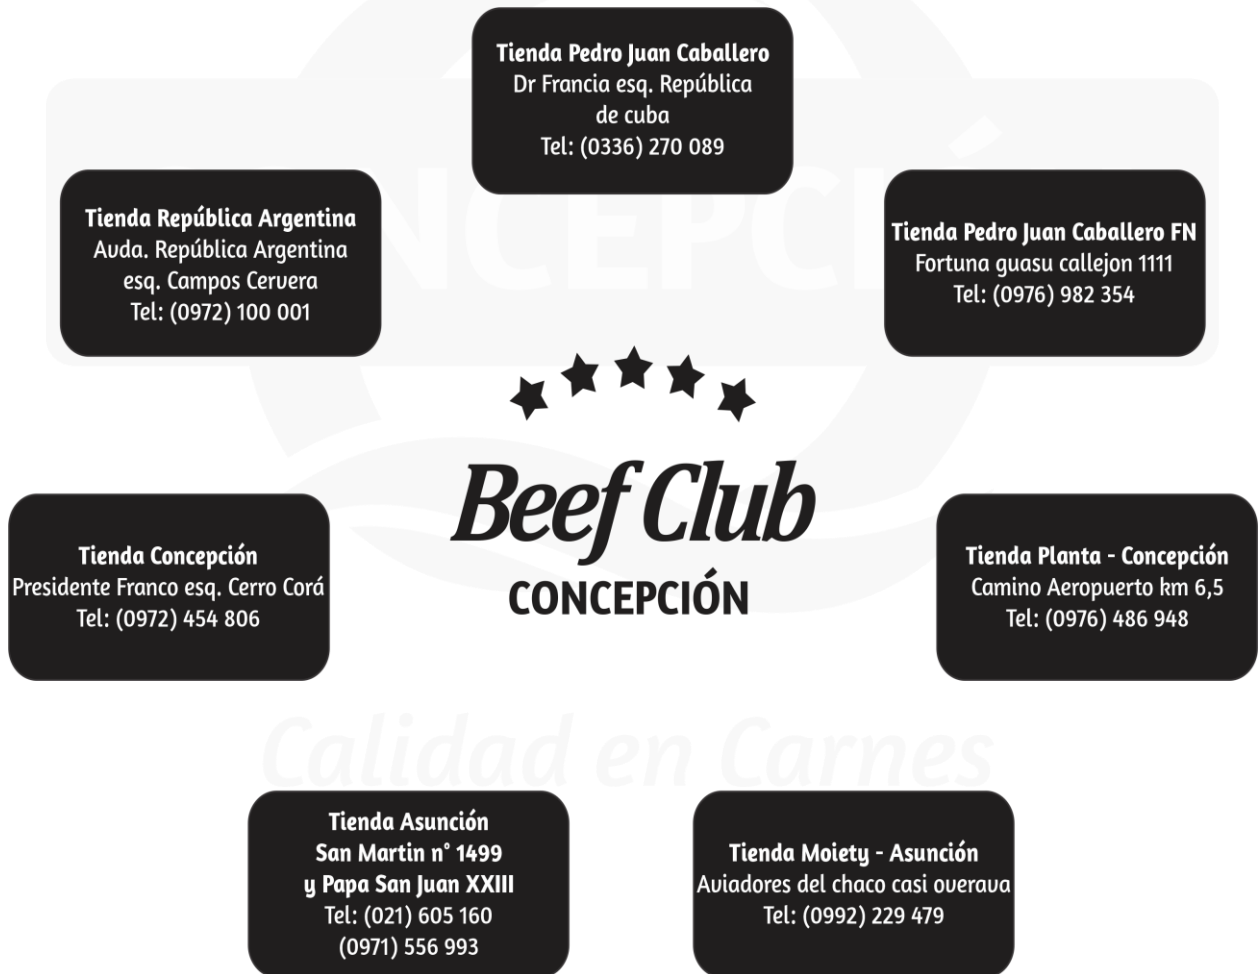 Tienda Pedro Juan Caballero
Dr Francia esq. República
de cuba
Tel: (0336) 270 089
Tienda República Argentina
Avda. República Argentina
esq. Campos Cervera
Tel: (0972) 100 001
Tienda Pedro Juan Caballero FN
Fortuna guasu callejon 1111
Tel: (0976) 982 354
NCEPCIÓ
Beef Club
CONCEPCIÓN
Tienda Concepción
Presidente Franco esq. Cerro Corá
Tel: (0972) 454 806
Tienda Planta - Concepción
Camino Aeropuerto km 6,5
Tel: (0976) 486 948
Calidad en Carnes
Tienda Asunción
San Martin n° 1499
y Papa San Juan XXIII
Tel: (021) 605 160
(0971) 556 993
Tienda Moiety - Asunción
Aviadores del chaco casi overava
Tel: (0992) 229 479